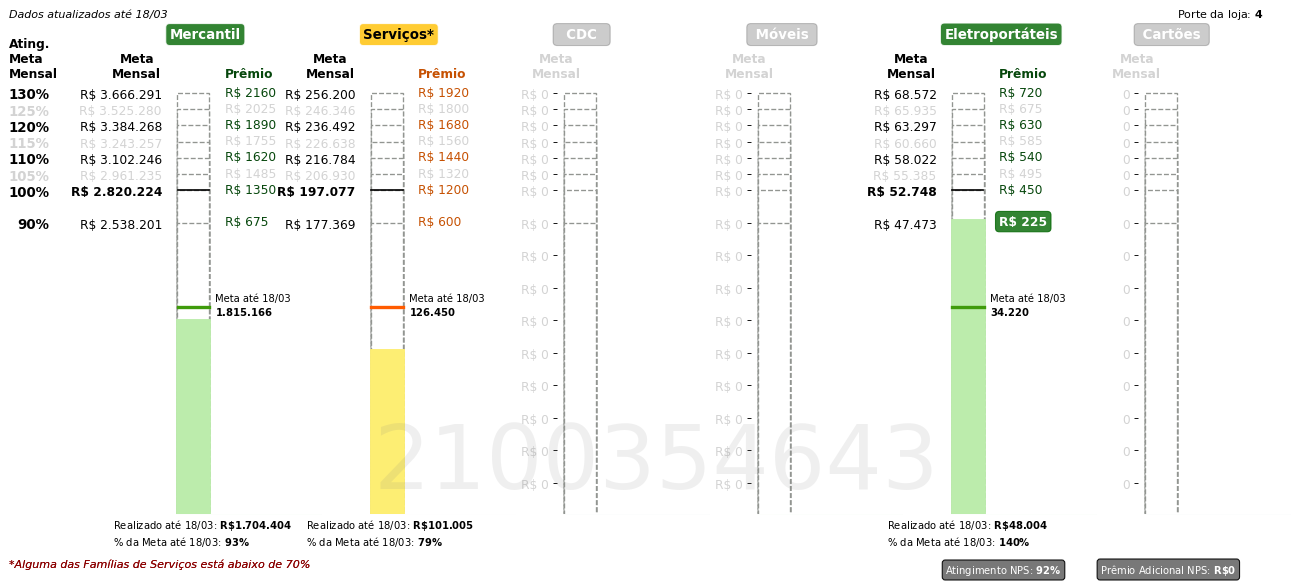 Dados atualizados até 18/03
Porte da loja: 4
Mercantil Serviços* CDC Móveis Eletroportáteis Cartões
Ating. Meta Mensal
Meta Mensal Prêmio Meta Mensal Prêmio Meta Mensal Meta Mensal Meta Mensal Prêmio Meta Mensal
130% R$ 3.666.291 R$ 2160 R$ 256.200 R$ 1920 R$ 0 R$ 0 R$ 68.572 R$ 720 0
125% R$ 3.525.280 R$ 2025 R$ 246.346 R$ 1800 R$ 0 R$ 0 R$ 65.935 R$ 675 0
120% R$ 3.384.268 R$ 1890 R$ 236.492 R$ 1680 R$ 0 R$ 0 R$ 63.297 R$ 630 0
115% R$ 3.243.257 R$ 1755 R$ 226.638 R$ 1560 R$ 0 R$ 0 R$ 60.660 R$ 585 0
110% R$ 3.102.246 R$ 1620 R$ 216.784 R$ 1440 R$ 0 R$ 0 R$ 58.022 R$ 540 0
105% R$ 2.961.235 R$ 1485 R$ 206.930 R$ 1320 R$ 0 R$ 0 R$ 55.385 R$ 495 0
100% R$ 2.820.224 R$ 1350 R$ 197.077 R$ 1200 R$ 0 R$ 0 R$ 52.748 R$ 450 0
90% R$ 2.538.201 R$ 675 R$ 177.369 R$ 600 R$ 0 R$ 0 R$ 47.473 R$ 225 0
R$ 0 R$ 0 0
R$ 0 R$ 0 0
Meta até 18/03 Meta até 18/03 Meta até 18/03
1.815.166 126.450 34.220
R$ 0 R$ 0 0
R$ 0 R$ 0 0
R$ 0 R$ 0 0
R$ 0 R$ 0 0
R$ 0 R$ 0 0
2100354643
R$ 0 R$ 0 0
Realizado até 18/03: R$1.704.404 Realizado até 18/03: R$101.005 Realizado até 18/03: R$48.004
% da Meta até 18/03: 93% % da Meta até 18/03: 79% % da Meta até 18/03: 140%
*Alguma das Famílias de Serviços está abaixo de 70%
Atingimento NPS: 92% Prêmio Adicional NPS: R$0